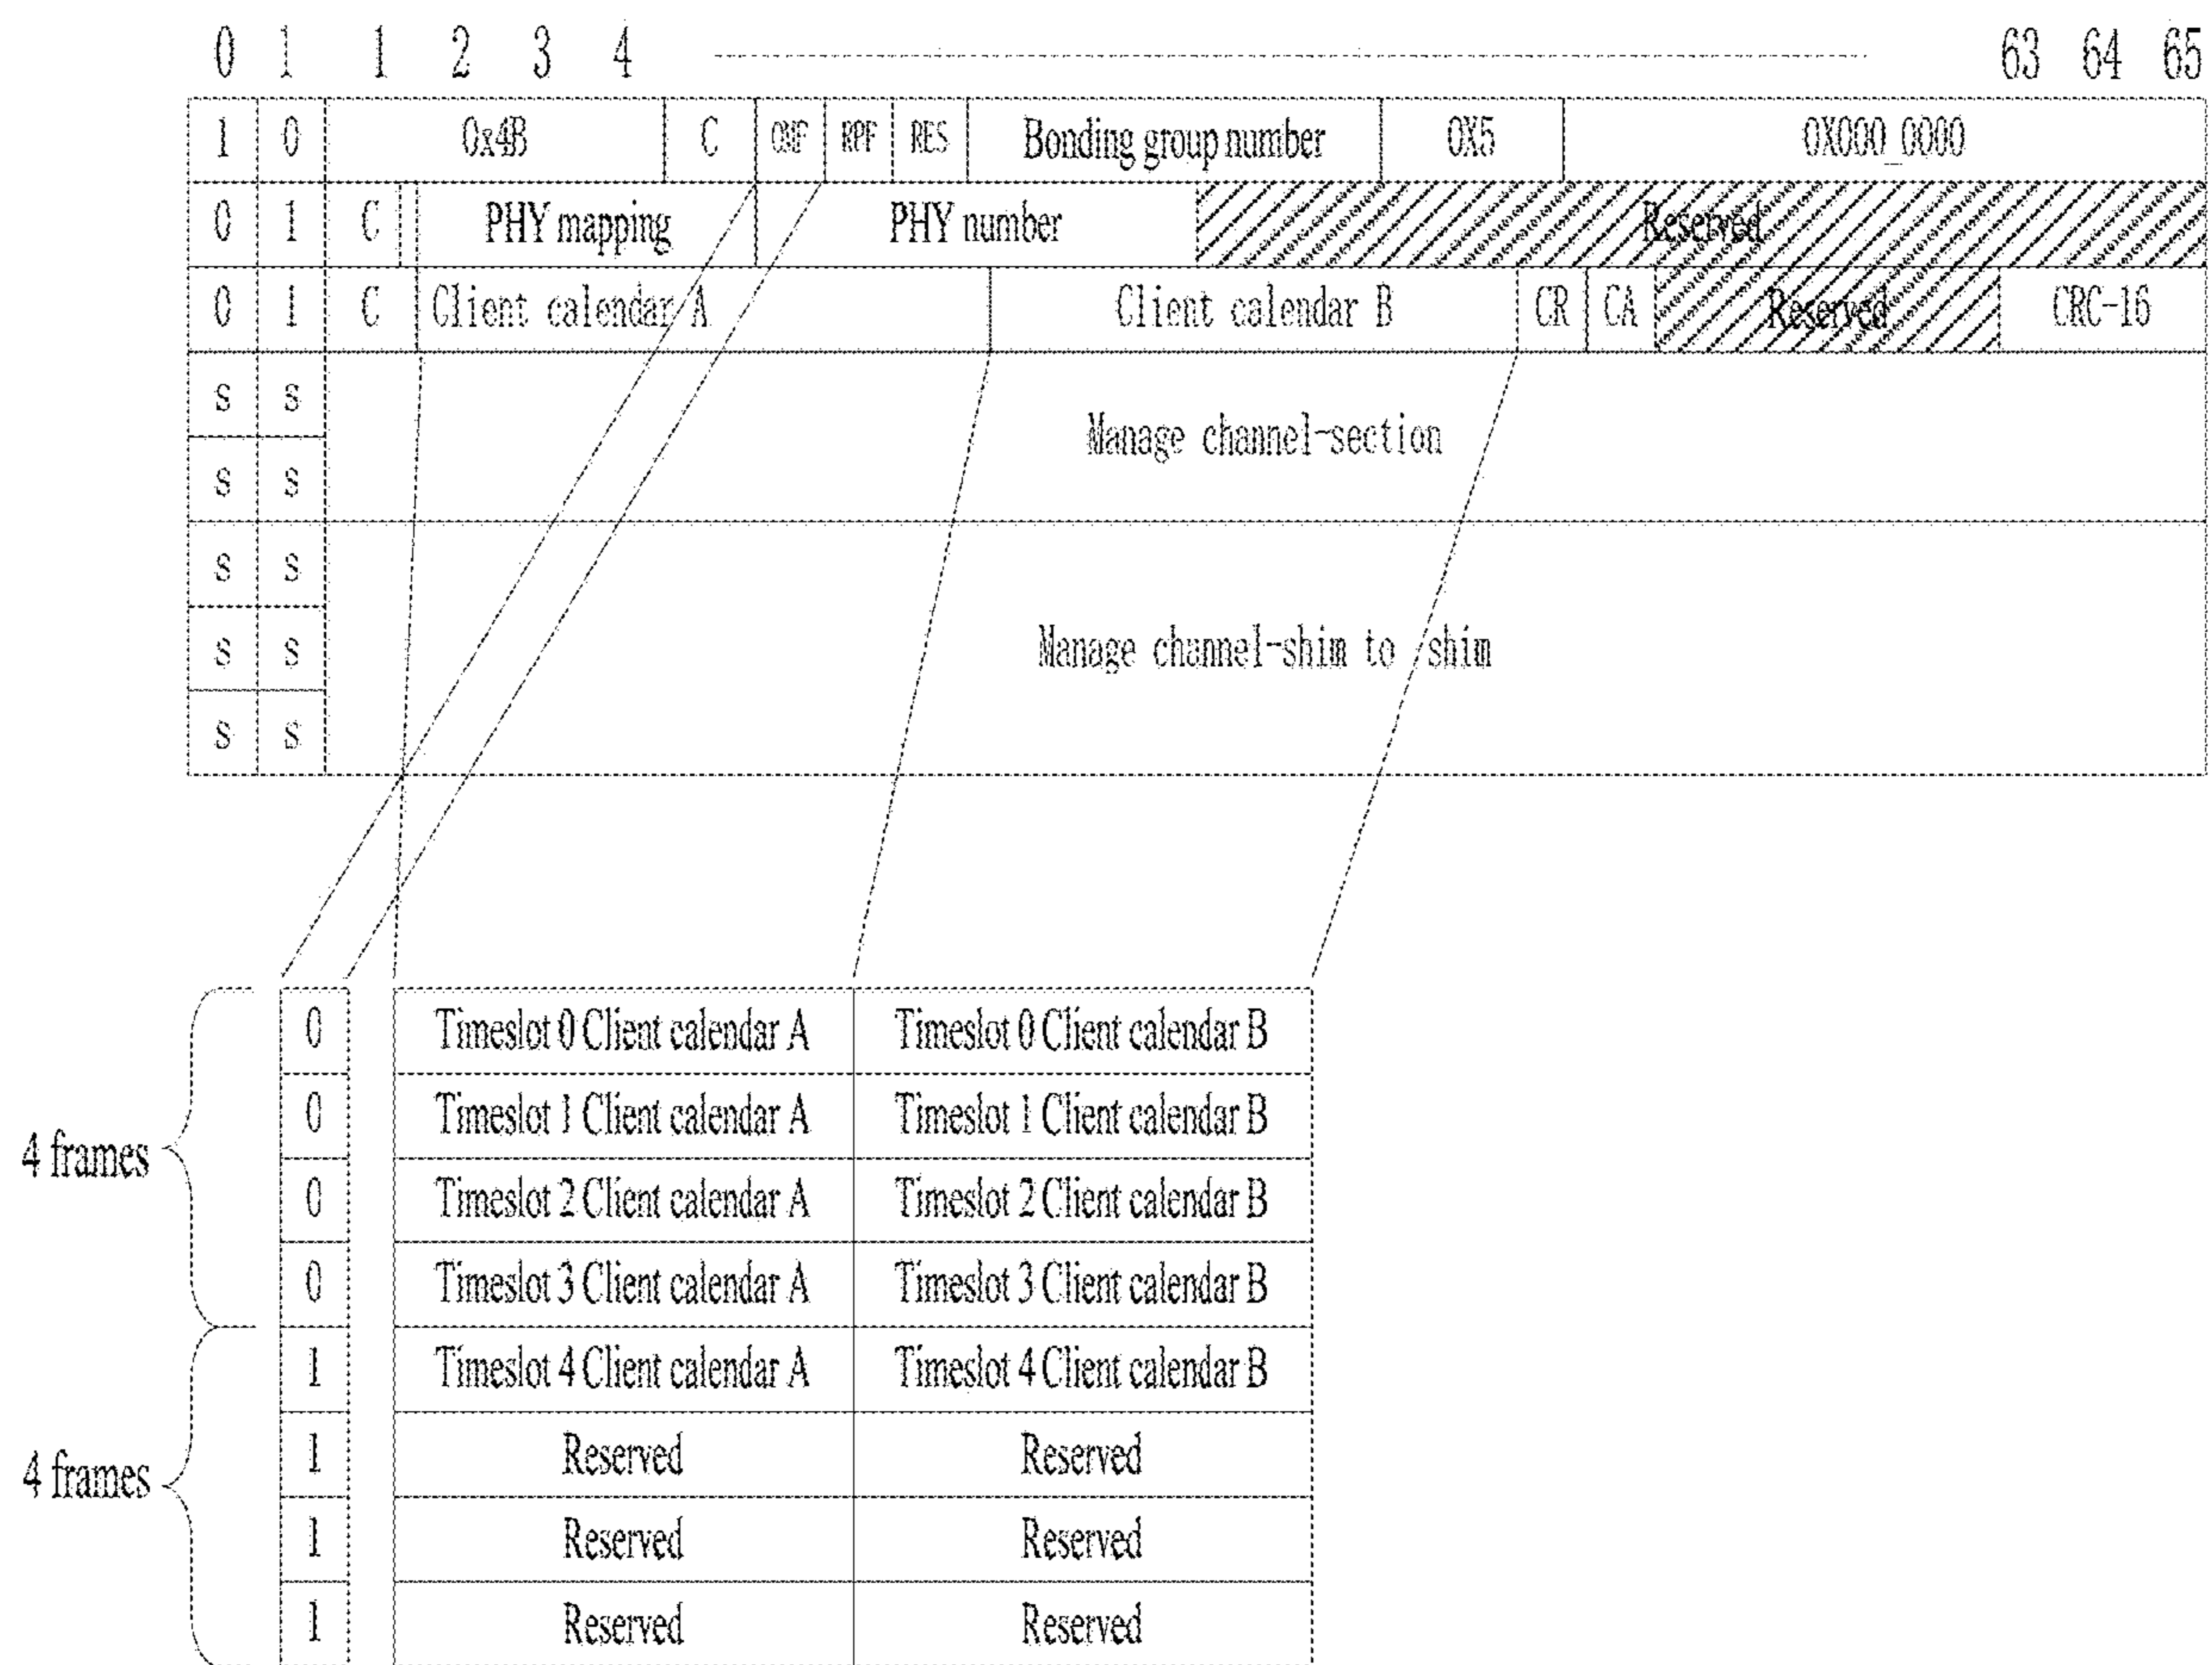 0 1 1 2 3 4 63 64 65
1 0 0x4B C OMF RPF RES Bonding group number 0X5 0X000_0000
0 1 C PHY mapping PHY number Reserved
0 1 C Client calendar A Client calendar B CR CA Reserved CRC-16
s s
Manage channel-section
s s
s s
s s Manage channel-shim to shim
s s
0 Timeslot 0 Client calendar A Timeslot 0 Client calendar B
0 Timeslot 1 Client calendar A Timeslot 1 Client calendar B
4 frames
0 Timeslot 2 Client calendar A Timeslot 2 Client calendar B
0 Timeslot 3 Client calendar A Timeslot 3 Client calendar B
1 Timeslot 4 Client calendar A Timeslot 4 Client calendar B
1 Reserved Reserved
4 frames
1 Reserved Reserved
1 Reserved Reserved